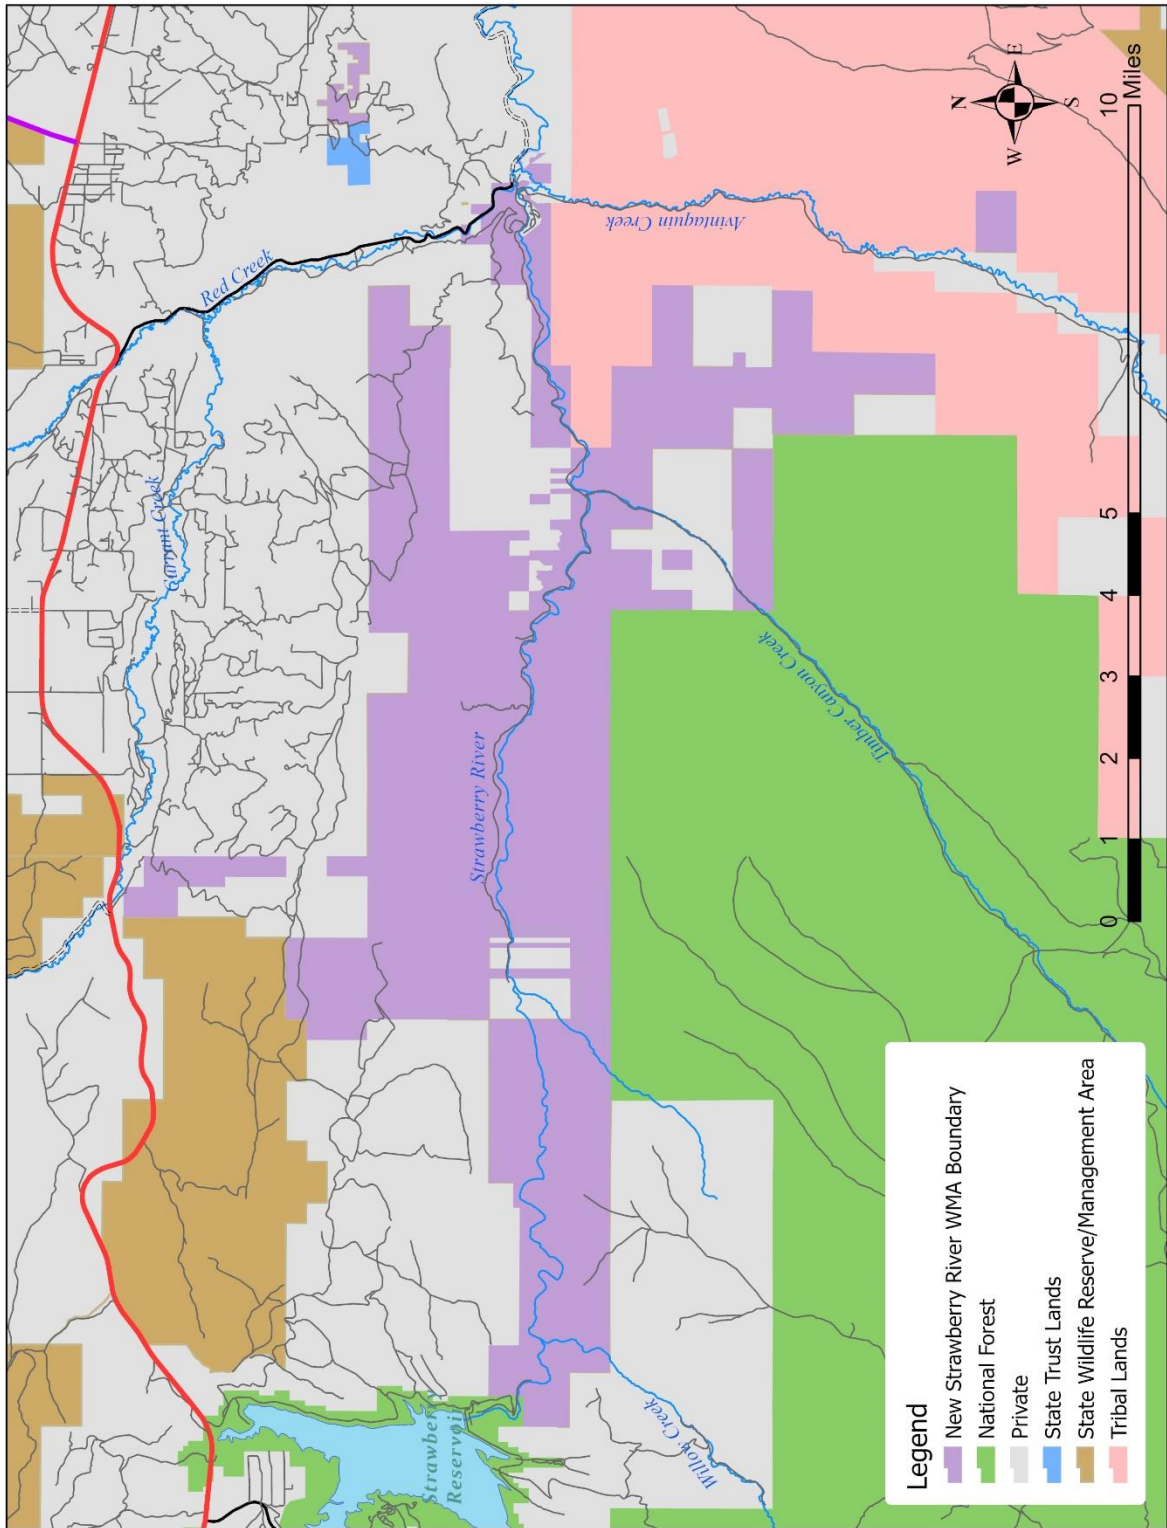 Red Creek
Currant Creek
Strawberry River
Avintaquin Creek
Timber Canyon Creek
Willow Creek
Strawberry
Reservoir
N
W
E
S
0 1 2 3 4 5 10
Miles
Legend
New Strawberry River WMA Boundary
National Forest
Private
State Trust Lands
State Wildlife Reserve/Management Area
Tribal Lands